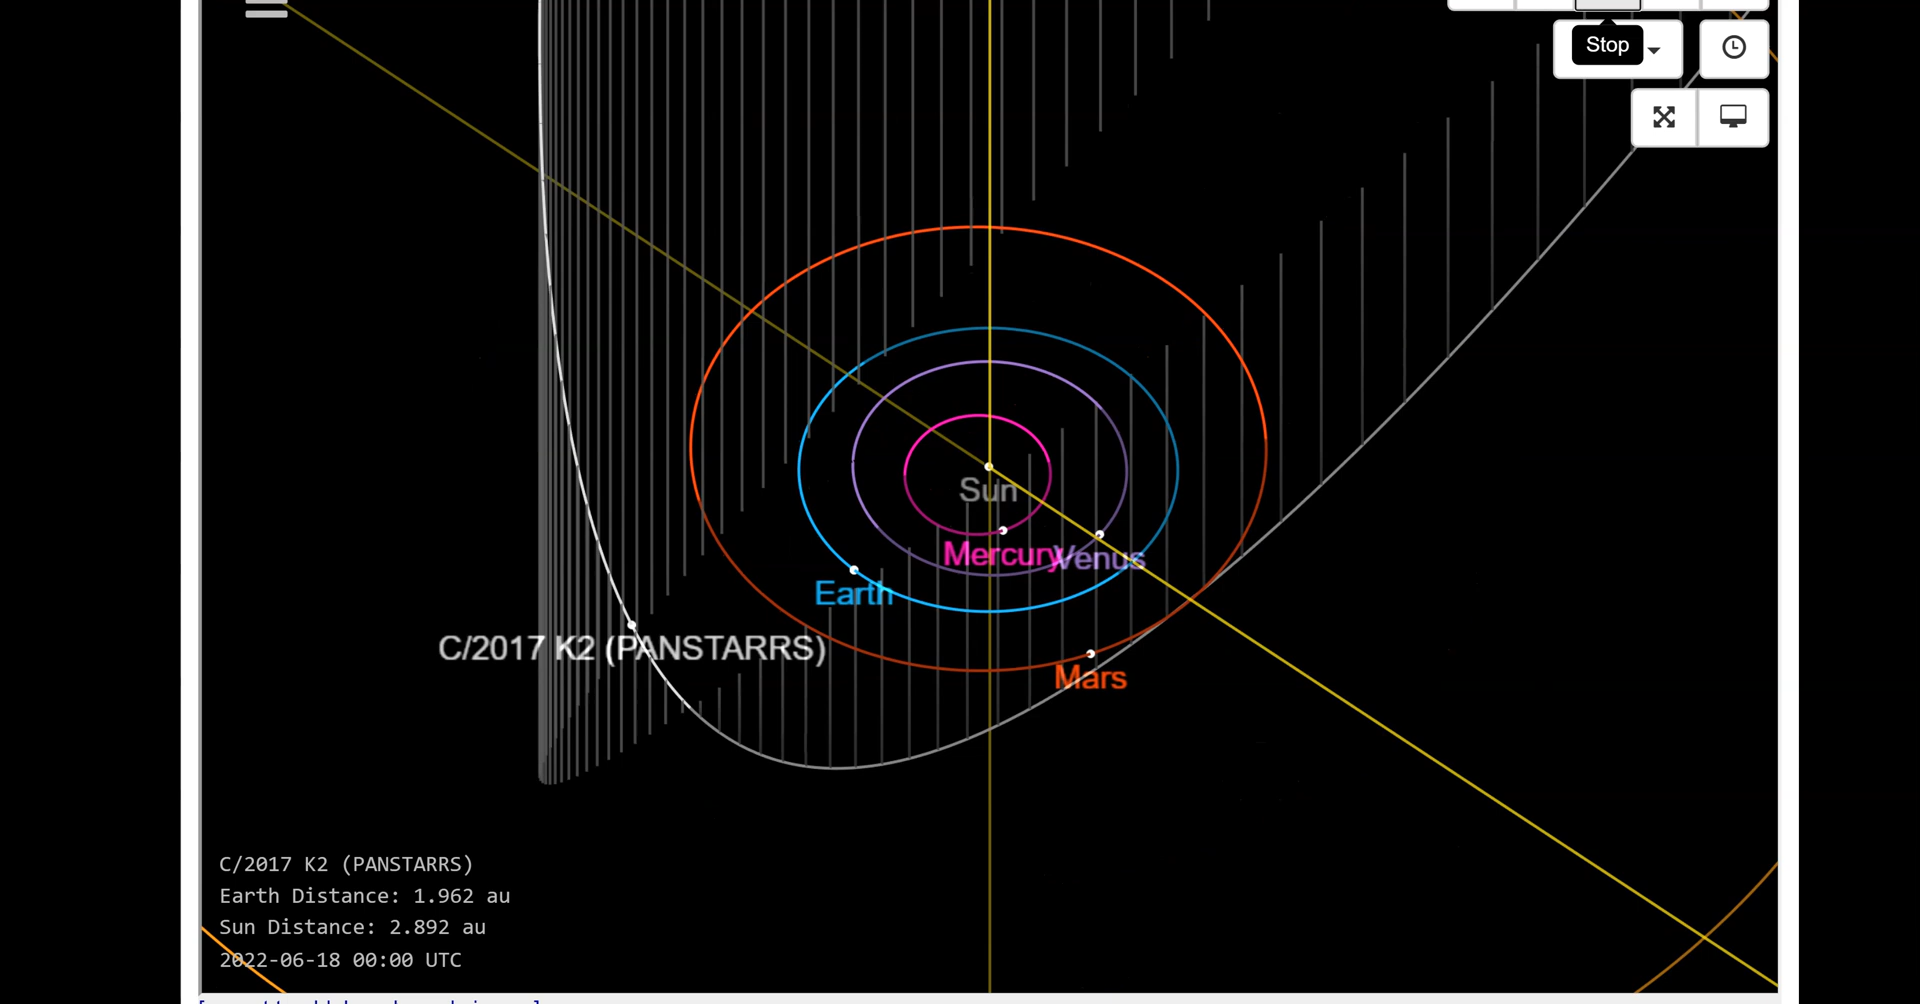 Stop
Sun
Mercury
Venus
Earth
C/2017 K2 (PANSTARRS)
Mars
C/2017 K2 (PANSTARRS)
Earth Distance: 1.962 au
Sun Distance: 2.892 au
2022-06-18 00:00 UTC